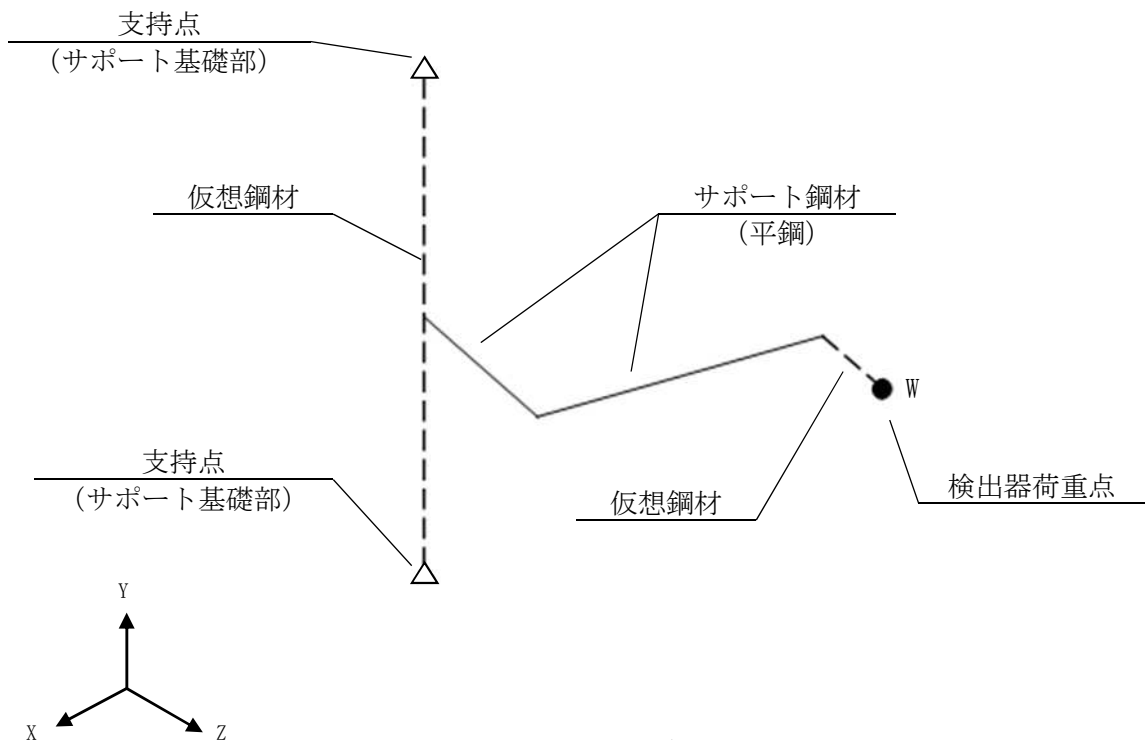 支持点
(サポート基礎部)
仮想鋼材
サポート鋼材
(平鋼)
W
支持点
(サポート基礎部)
仮想鋼材
検出器荷重点
Y
X
Z